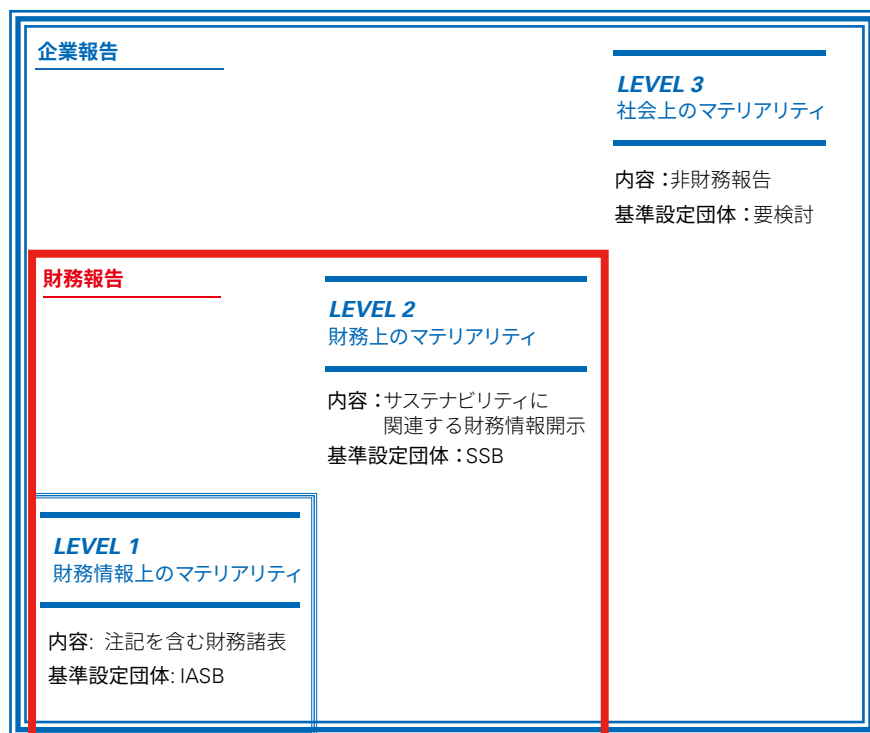 企業報告
LEVEL 3
社会上のマテリアリティ
内容：非財務報告
基準設定団体：要検討
財務報告
LEVEL 2
財務上のマテリアリティ
内容：サステナビリティに
関連する財務情報開示
基準設定団体：SSB
LEVEL 1
財務情報上のマテリアリティ
内容: 注記を含む財務諸表
基準設定団体: IASB